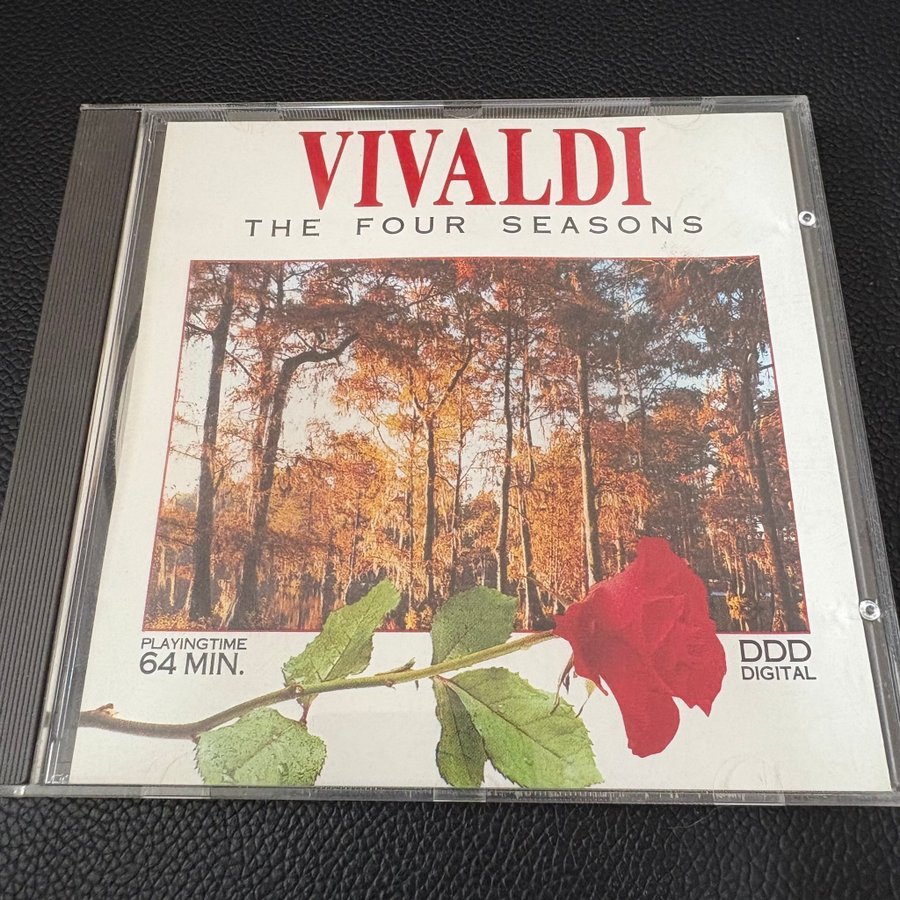 VIVALDI
THE FOUR SEASONS
PLAYINGTIME
64 MIN.
DDD
DIGITAL